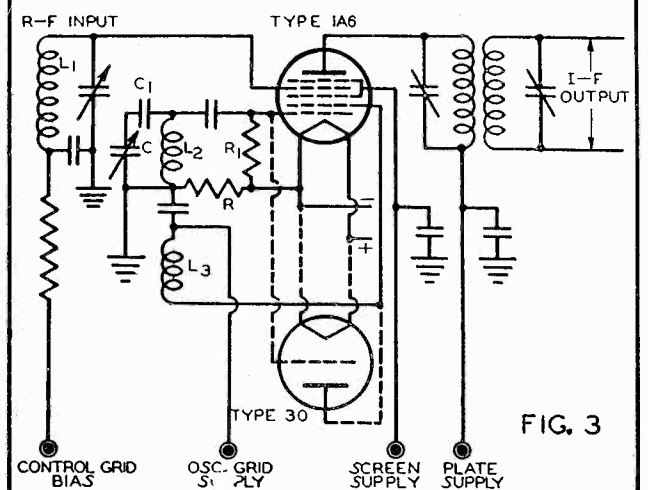 R-F INPUT
TYPE 1A6
L1
C1
C
L2
R1
R
I-F
OUTPUT
L3
−
+
TYPE 30
FIG. 3
CONTROL GRID
BIAS
OSC. GRID
SCREEN
SUPPLY
PLATE
SUPPLY